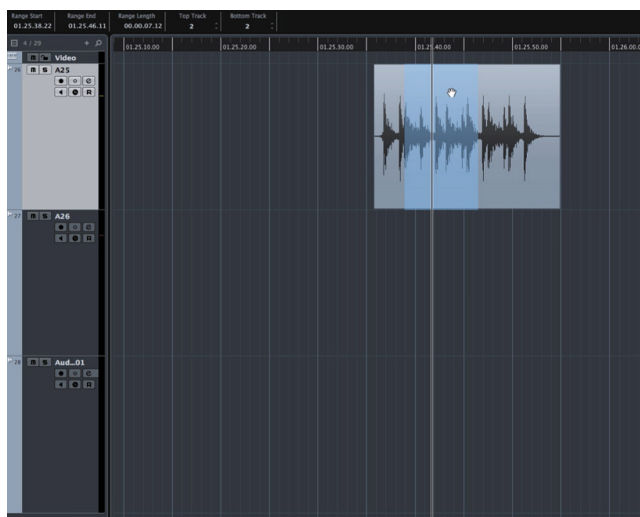 Range Start Range End Range Length Top Track Bottom Track
01.25.38.22 01.25.46.11 00.00.07.12 2 2
4 / 29
01.25.10.00 01.25.20.00 01.25.30.00 01.25.40.00 01.25.50.00 01.26.00.0
m Video
26 m S A25
R
27 m S A26
R
28 m S Aud...01
R